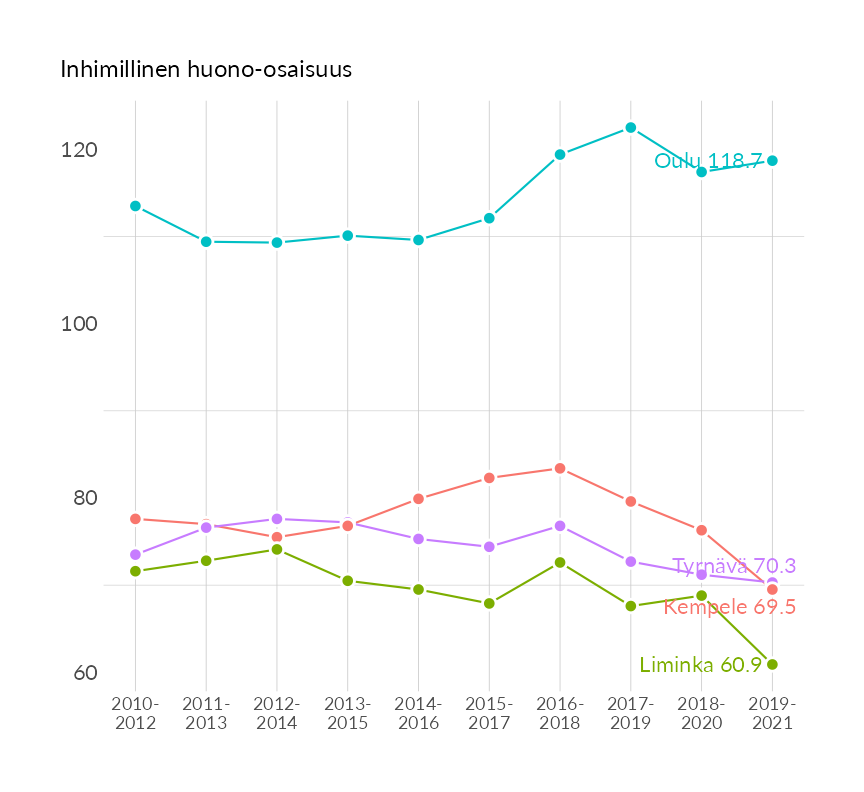 Inhimillinen huono-osaisuus
120
Oulu 118.7
100
80
Tyrnävä 70.3
Kempele 69.5
Liminka 60.9
60
2010- 2011- 2012- 2013- 2014- 2015- 2016- 2017- 2018- 2019-
2012 2013 2014 2015 2016 2017 2018 2019 2020 2021